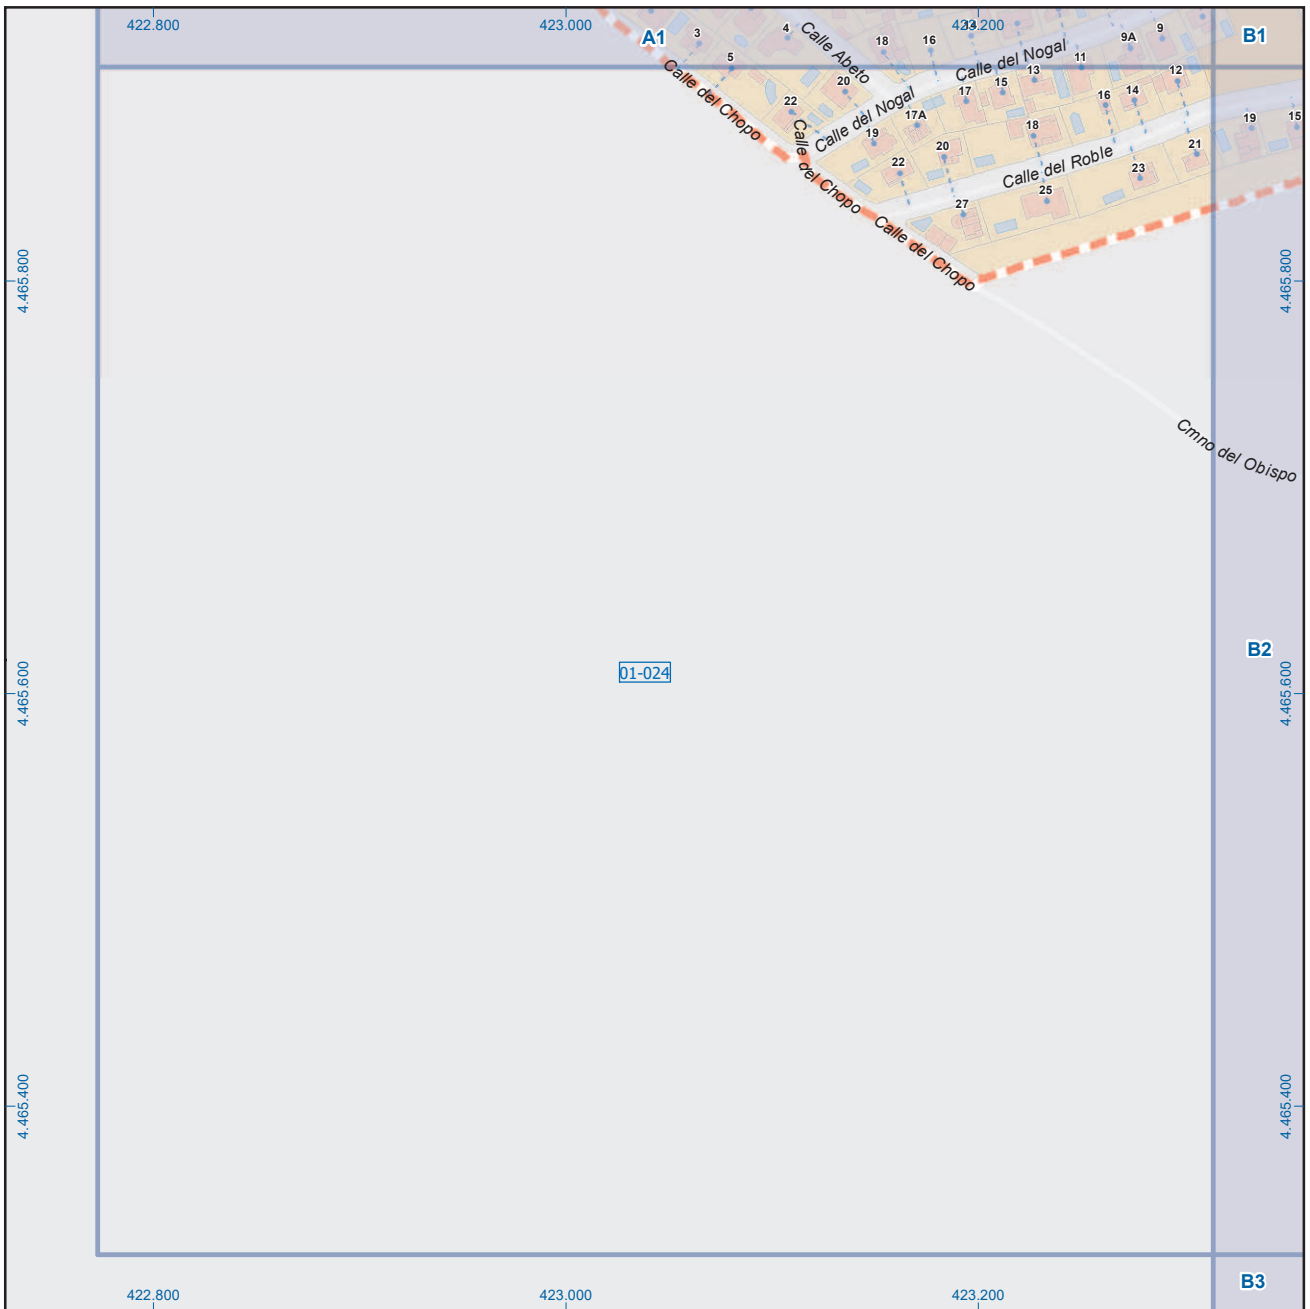 422.800
423.000
423.200
A1
B1
3
4
5
18
16
14
9A
9
Calle Abeto
Calle del Nogal
11
13
15
17
12
14
16
20
22
Calle del Chopo
Calle del Nogal
17A
19
18
20
22
Calle del Roble
21
19
15
23
25
27
Calle del Chopo
Calle del Chopo
4.465.800
4.465.800
Cmno del Obispo
B2
01-024
4.465.600
4.465.600
4.465.400
4.465.400
B3
422.800
423.000
423.200